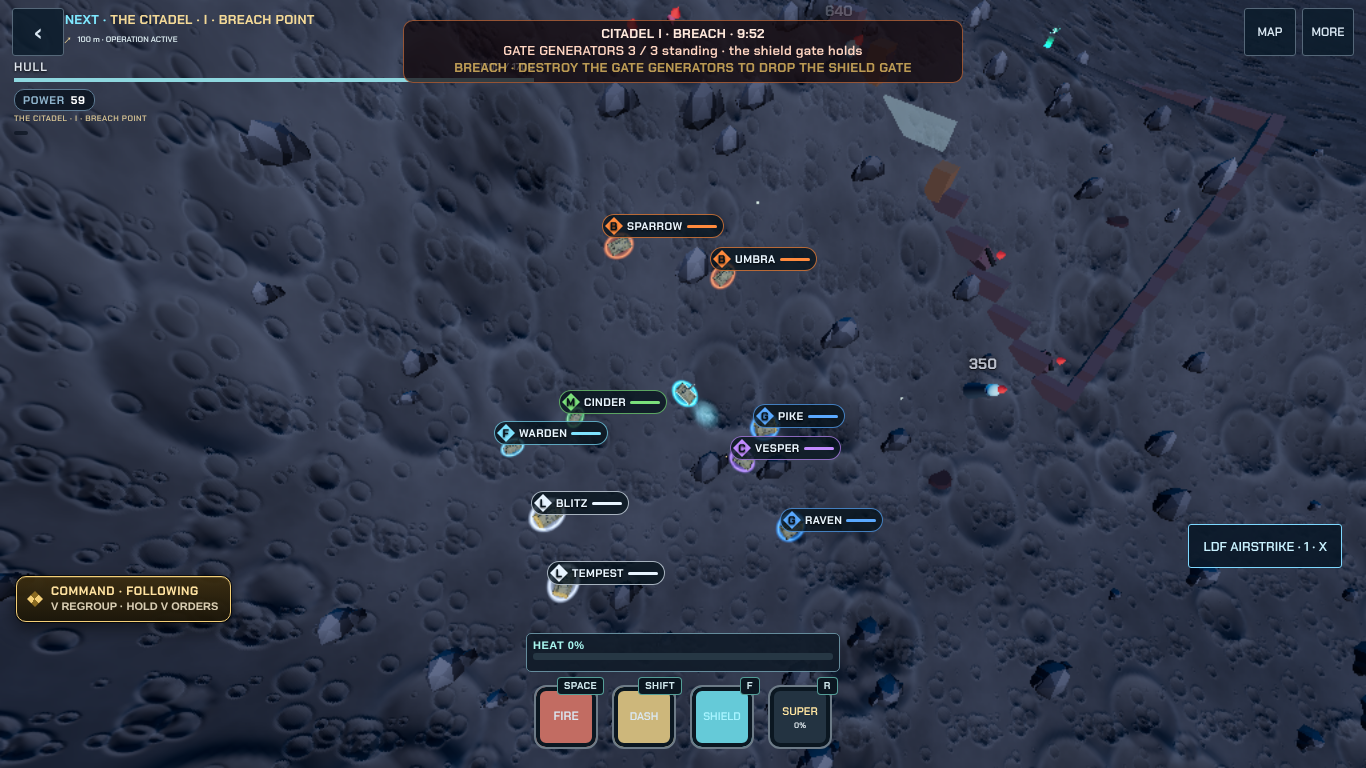 NEXT · THE CITADEL · I · BREACH POINT
100 m · OPERATION ACTIVE
HULL
POWER 59
THE CITADEL · I · BREACH POINT
CITADEL I · BREACH · 9:52
GATE GENERATORS 3 / 3 standing · the shield gate holds
BREACH · DESTROY THE GATE GENERATORS TO DROP THE SHIELD GATE
640
MAP
MORE
B SPARROW
B UMBRA
350
M CINDER
F WARDEN
G PIKE
C VESPER
L BLITZ
G RAVEN
L TEMPEST
LDF AIRSTRIKE · 1 · X
COMMAND · FOLLOWING
V REGROUP · HOLD V ORDERS
HEAT 0%
SPACE
FIRE
SHIFT
DASH
F
SHIELD
R
SUPER
0%